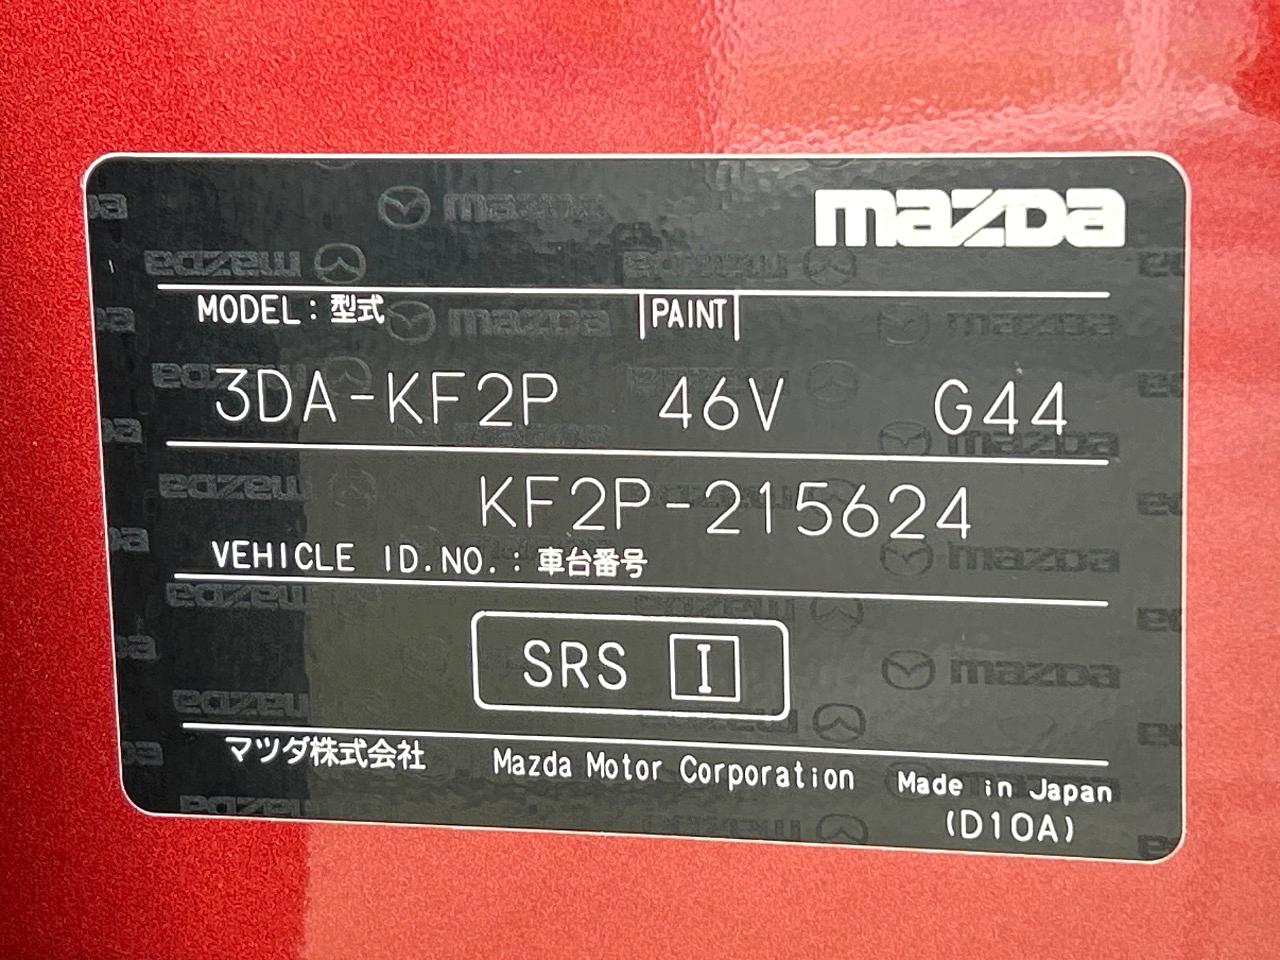 mazda
MODEL : 型式 PAINT
3DA-KF2P 46V G44
KF2P-215624
VEHICLE ID.NO. : 車台番号
SRS I
マツダ株式会社 Mazda Motor Corporation Made in Japan
(D10A)